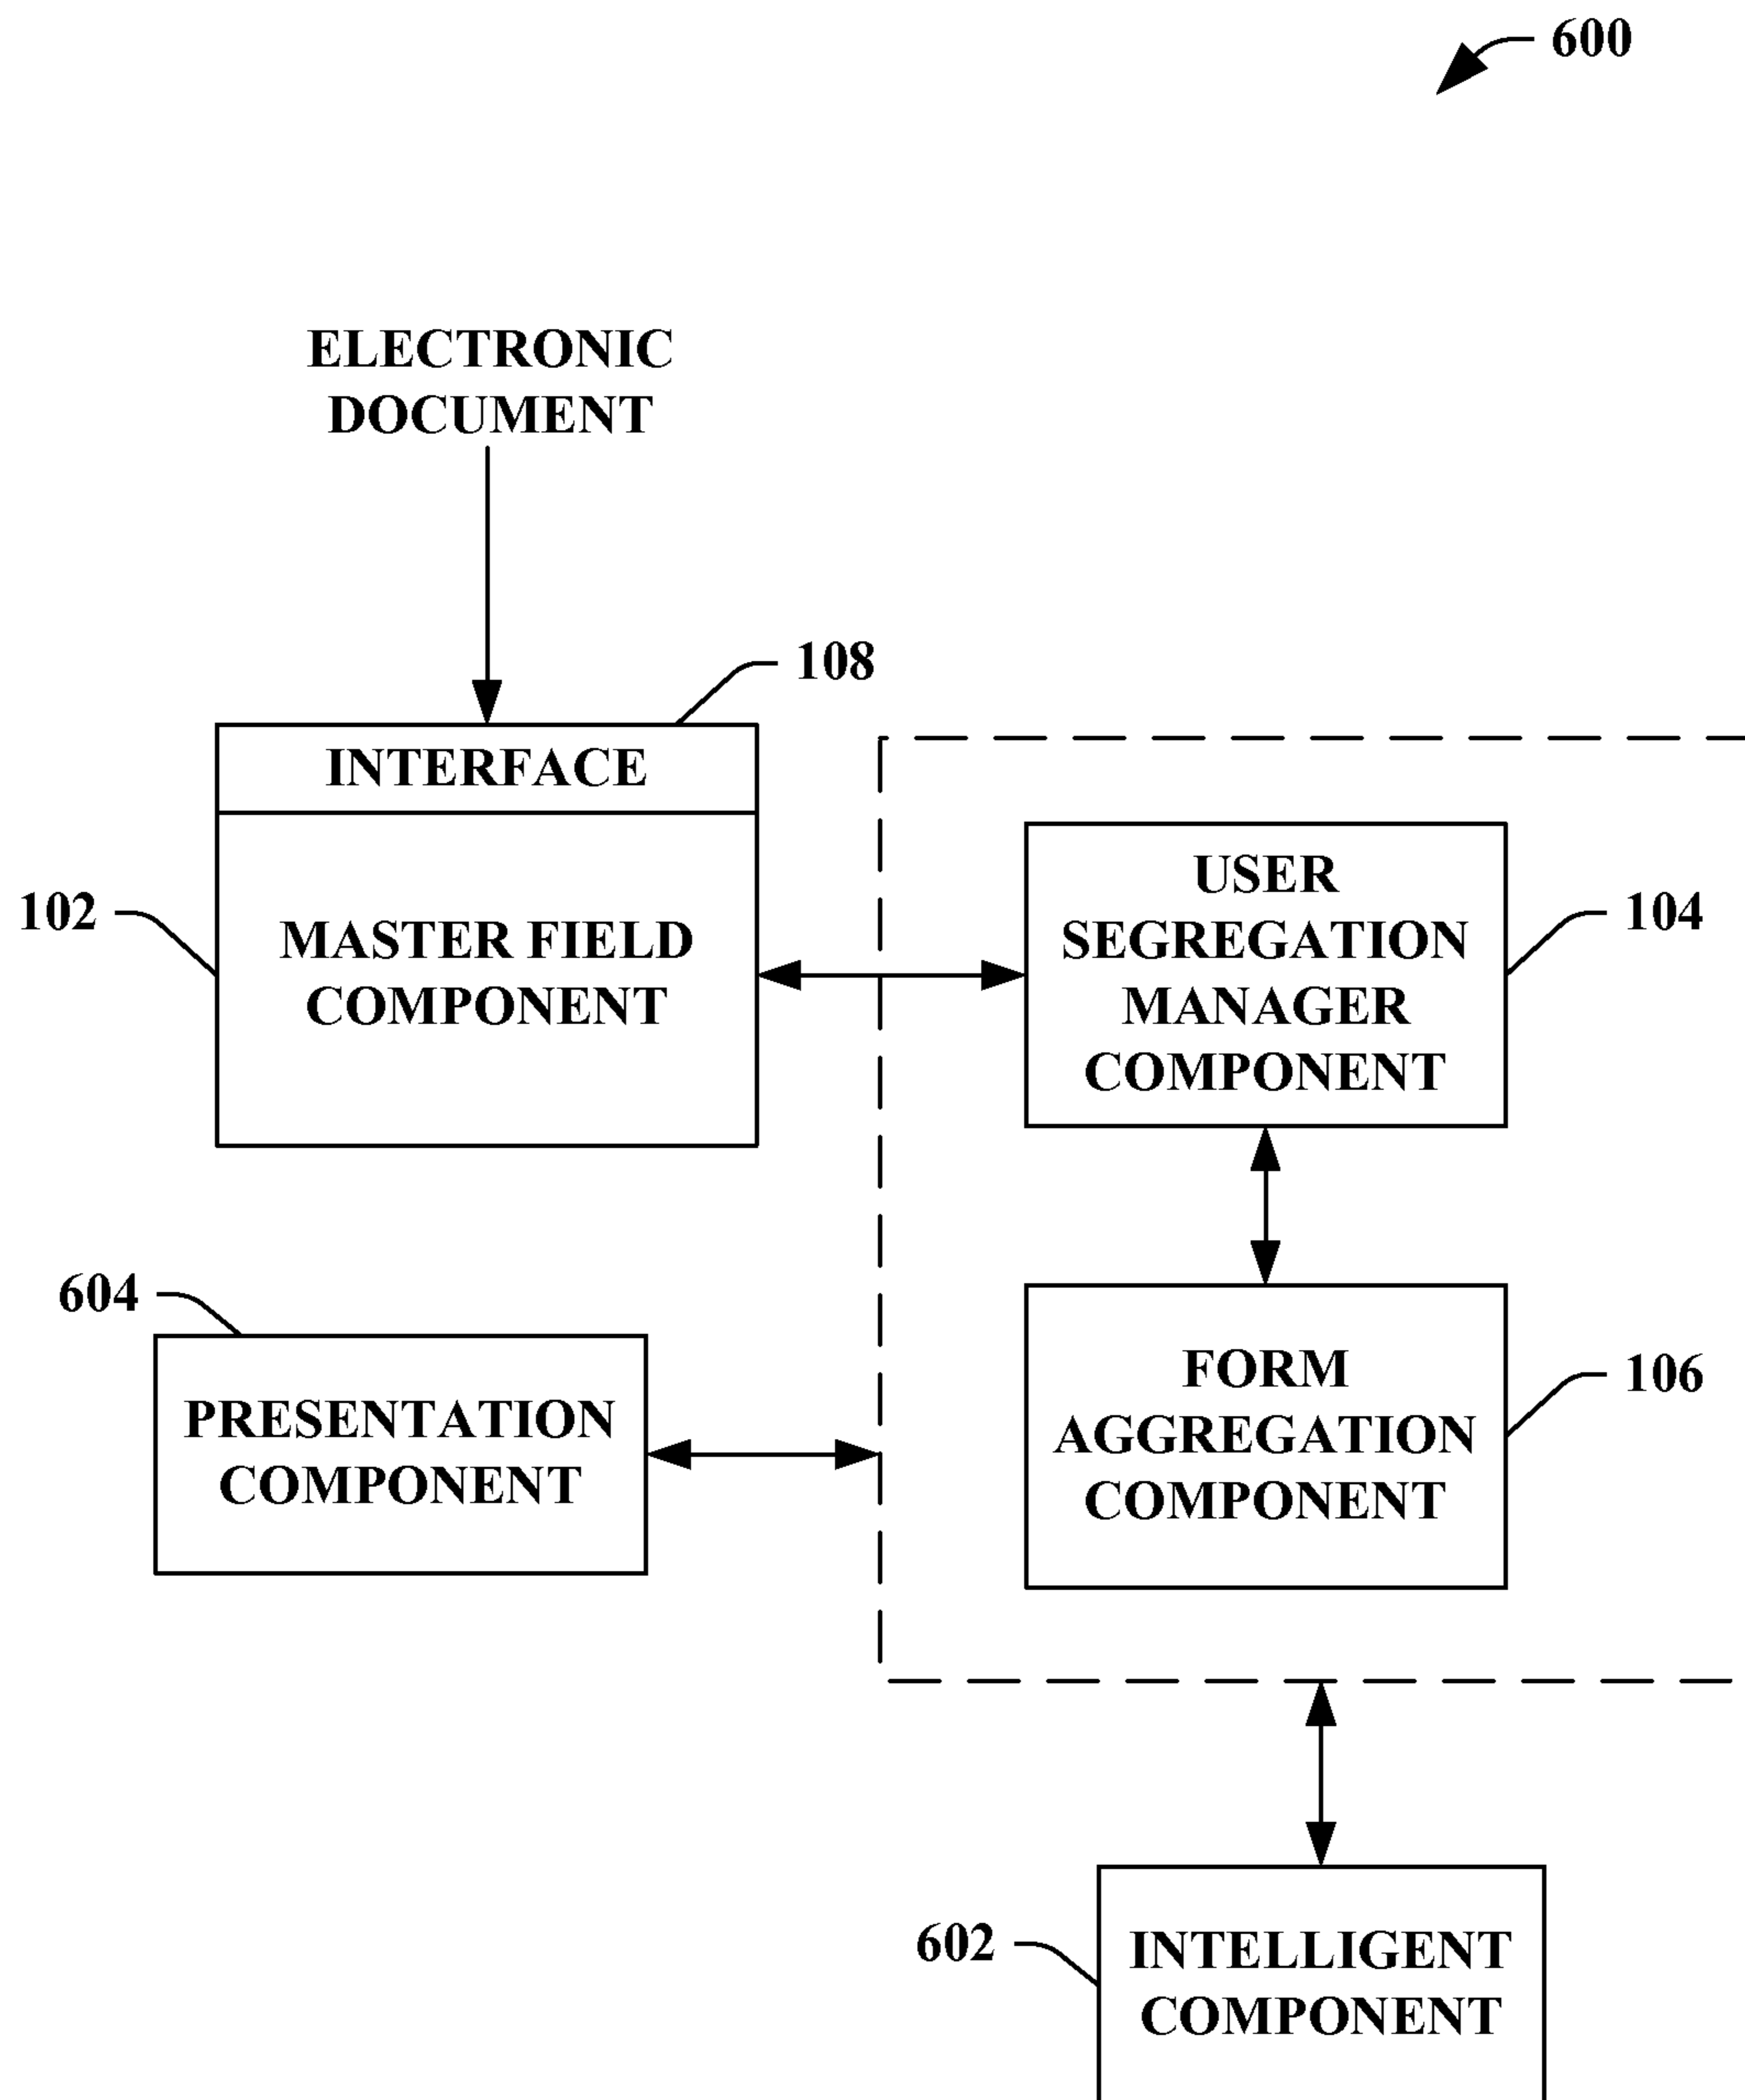 600
ELECTRONIC
DOCUMENT
108
INTERFACE
102
MASTER FIELD
COMPONENT
USER
SEGREGATION
MANAGER
COMPONENT
104
604
PRESENTATION
COMPONENT
FORM
AGGREGATION
COMPONENT
106
602
INTELLIGENT
COMPONENT